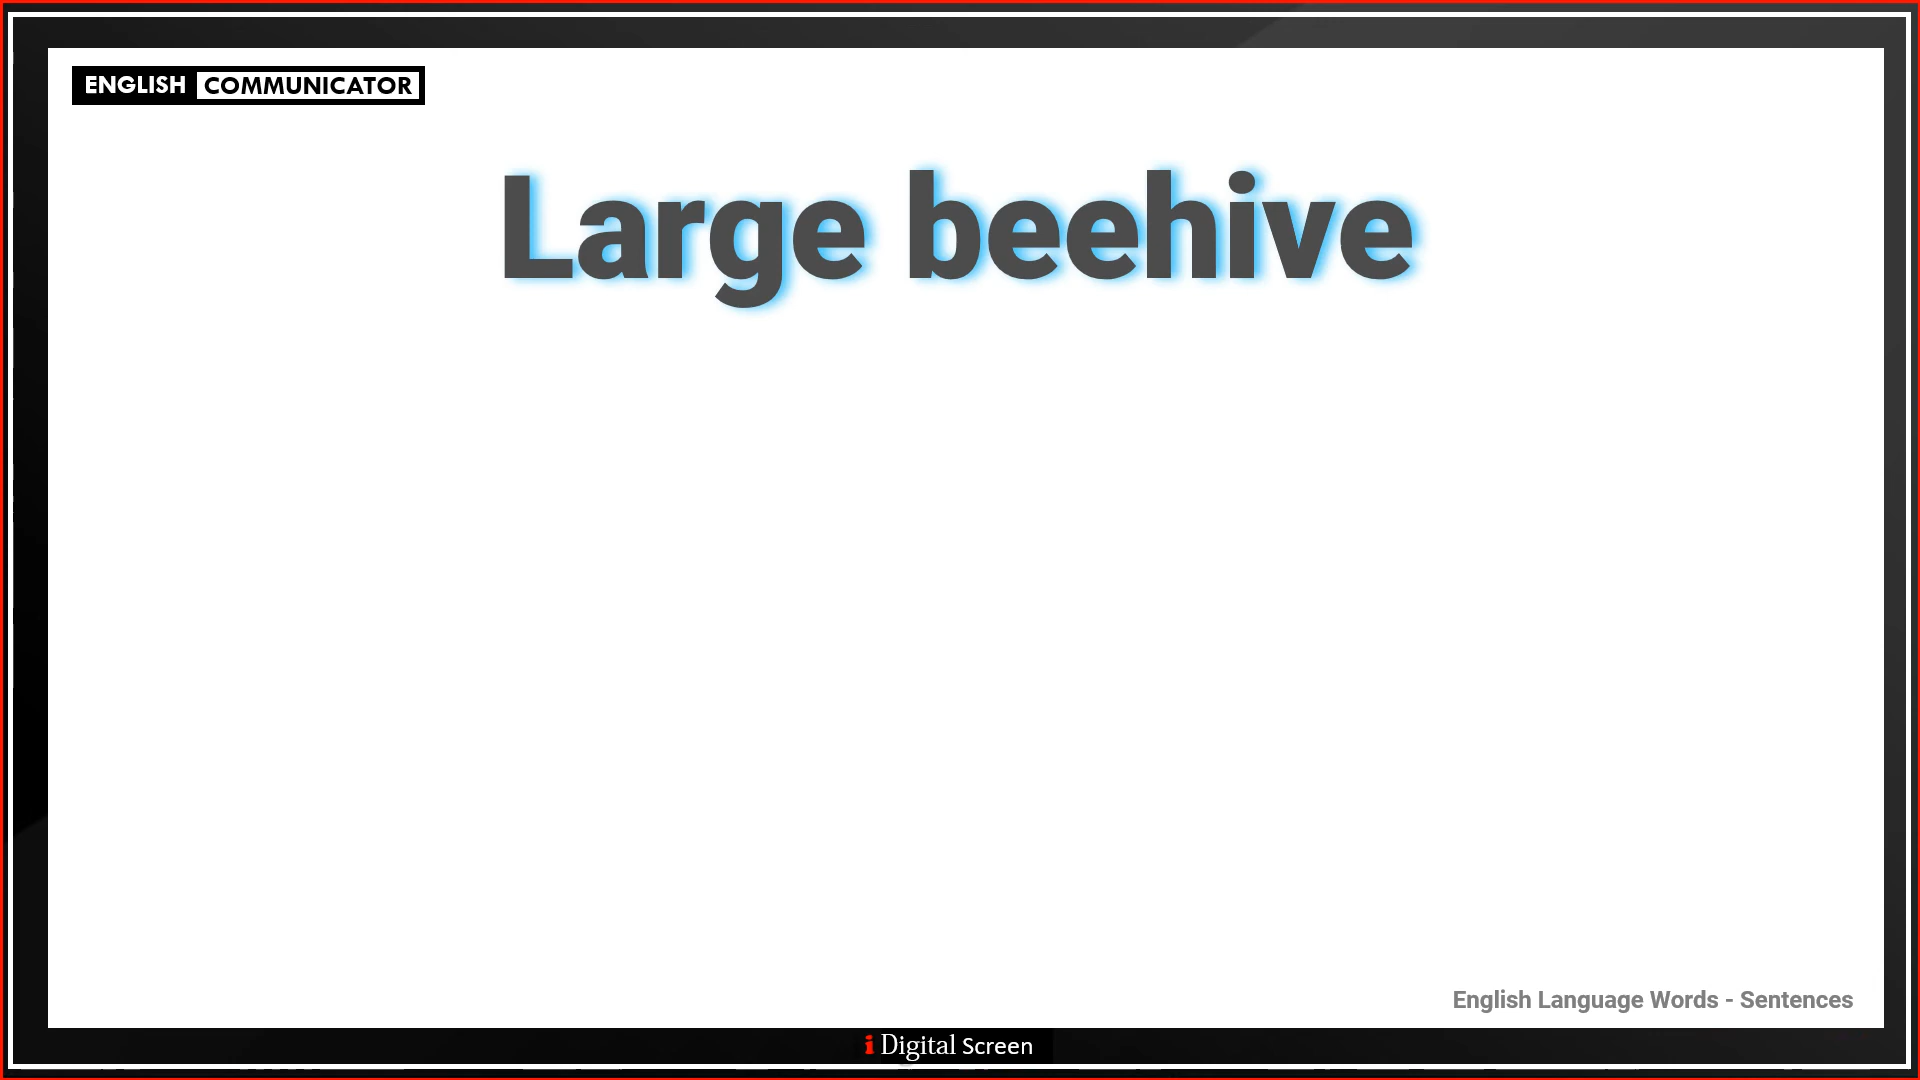 ENGLISH COMMUNICATOR
Large beehive
English Language Words - Sentences
i Digital Screen